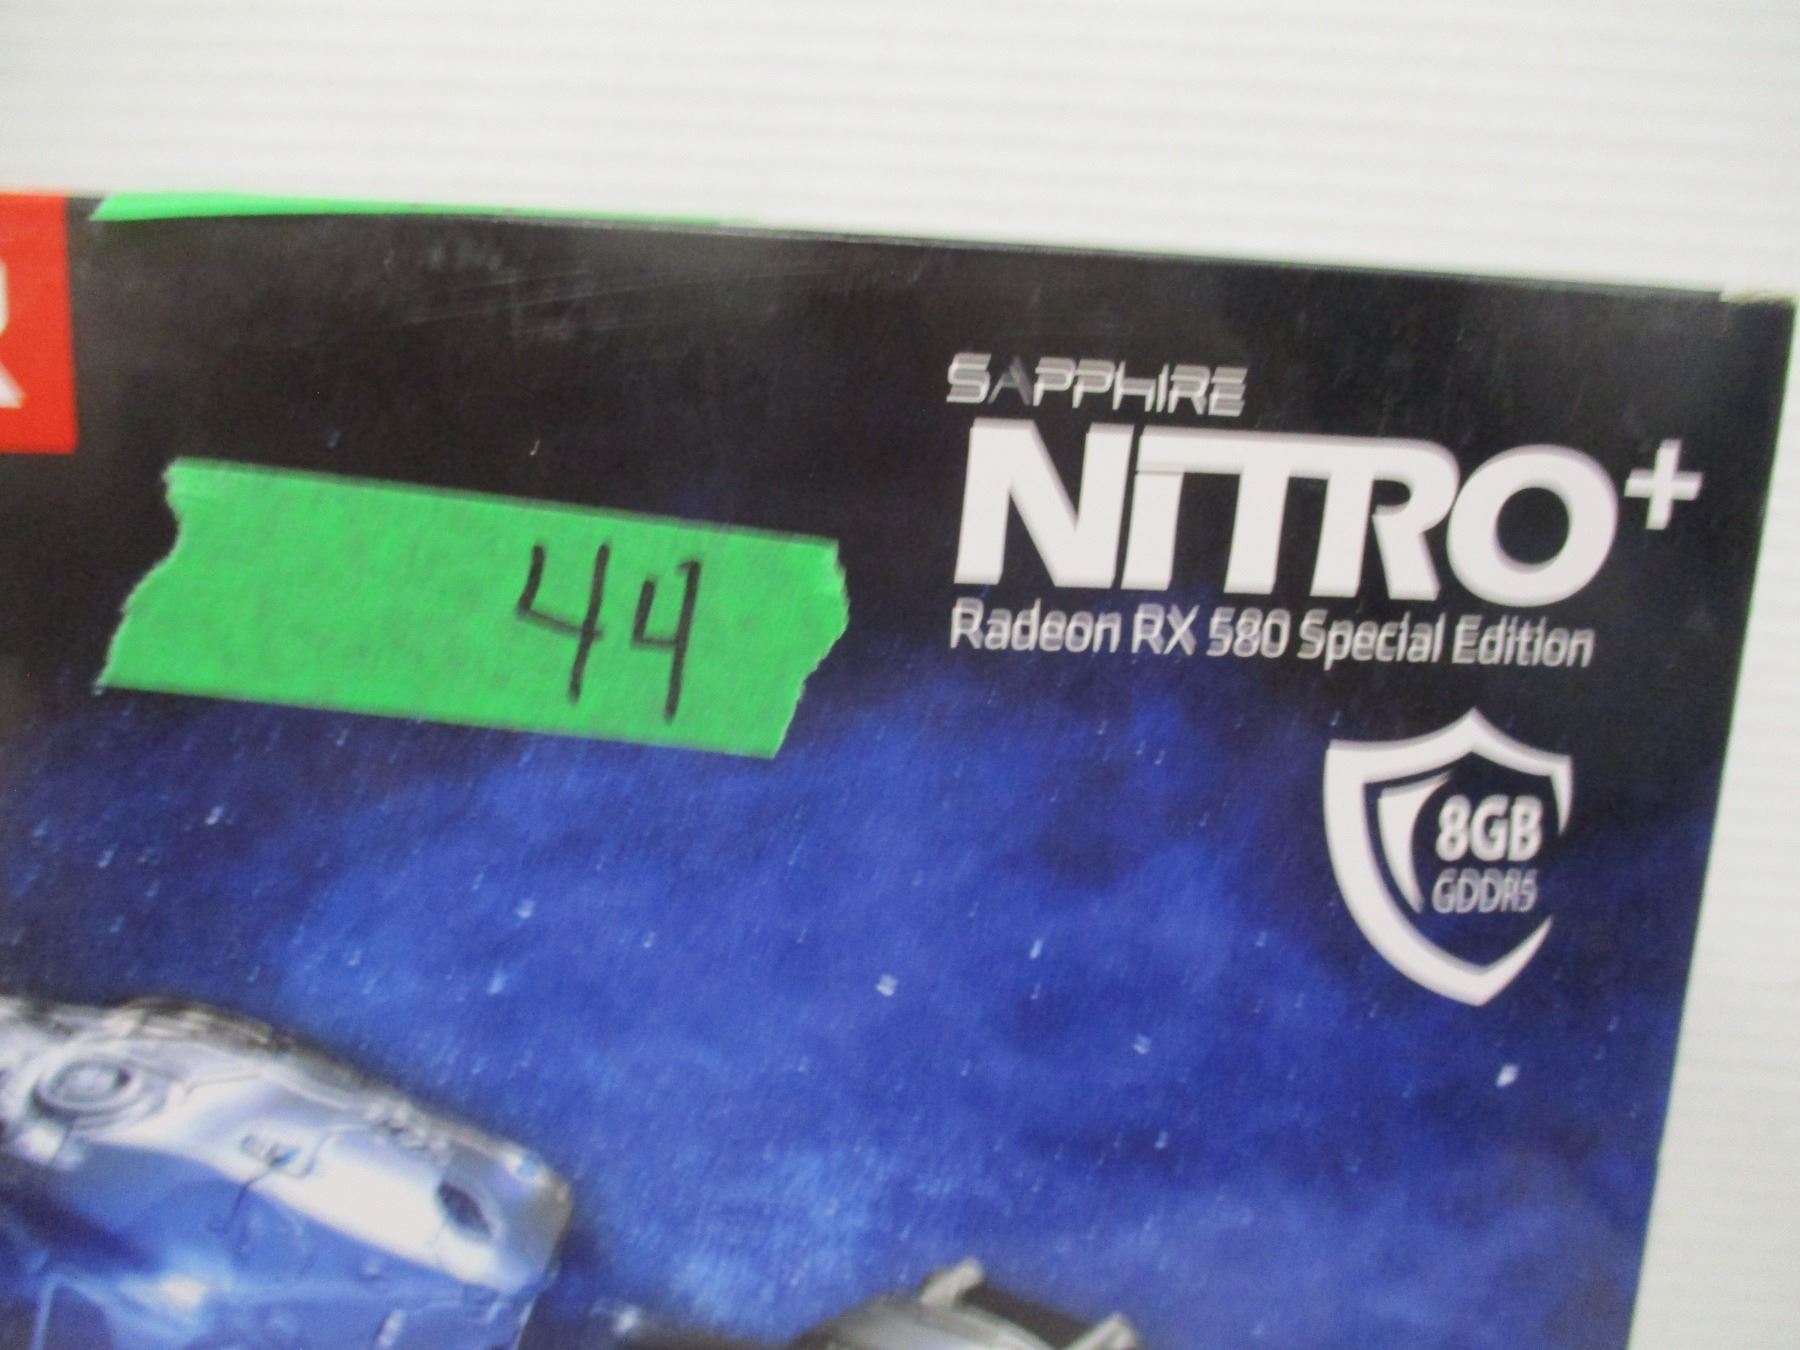 SAPPHIRE
NITRO+
Radeon RX 580 Special Edition
44
8GB
GDDR5